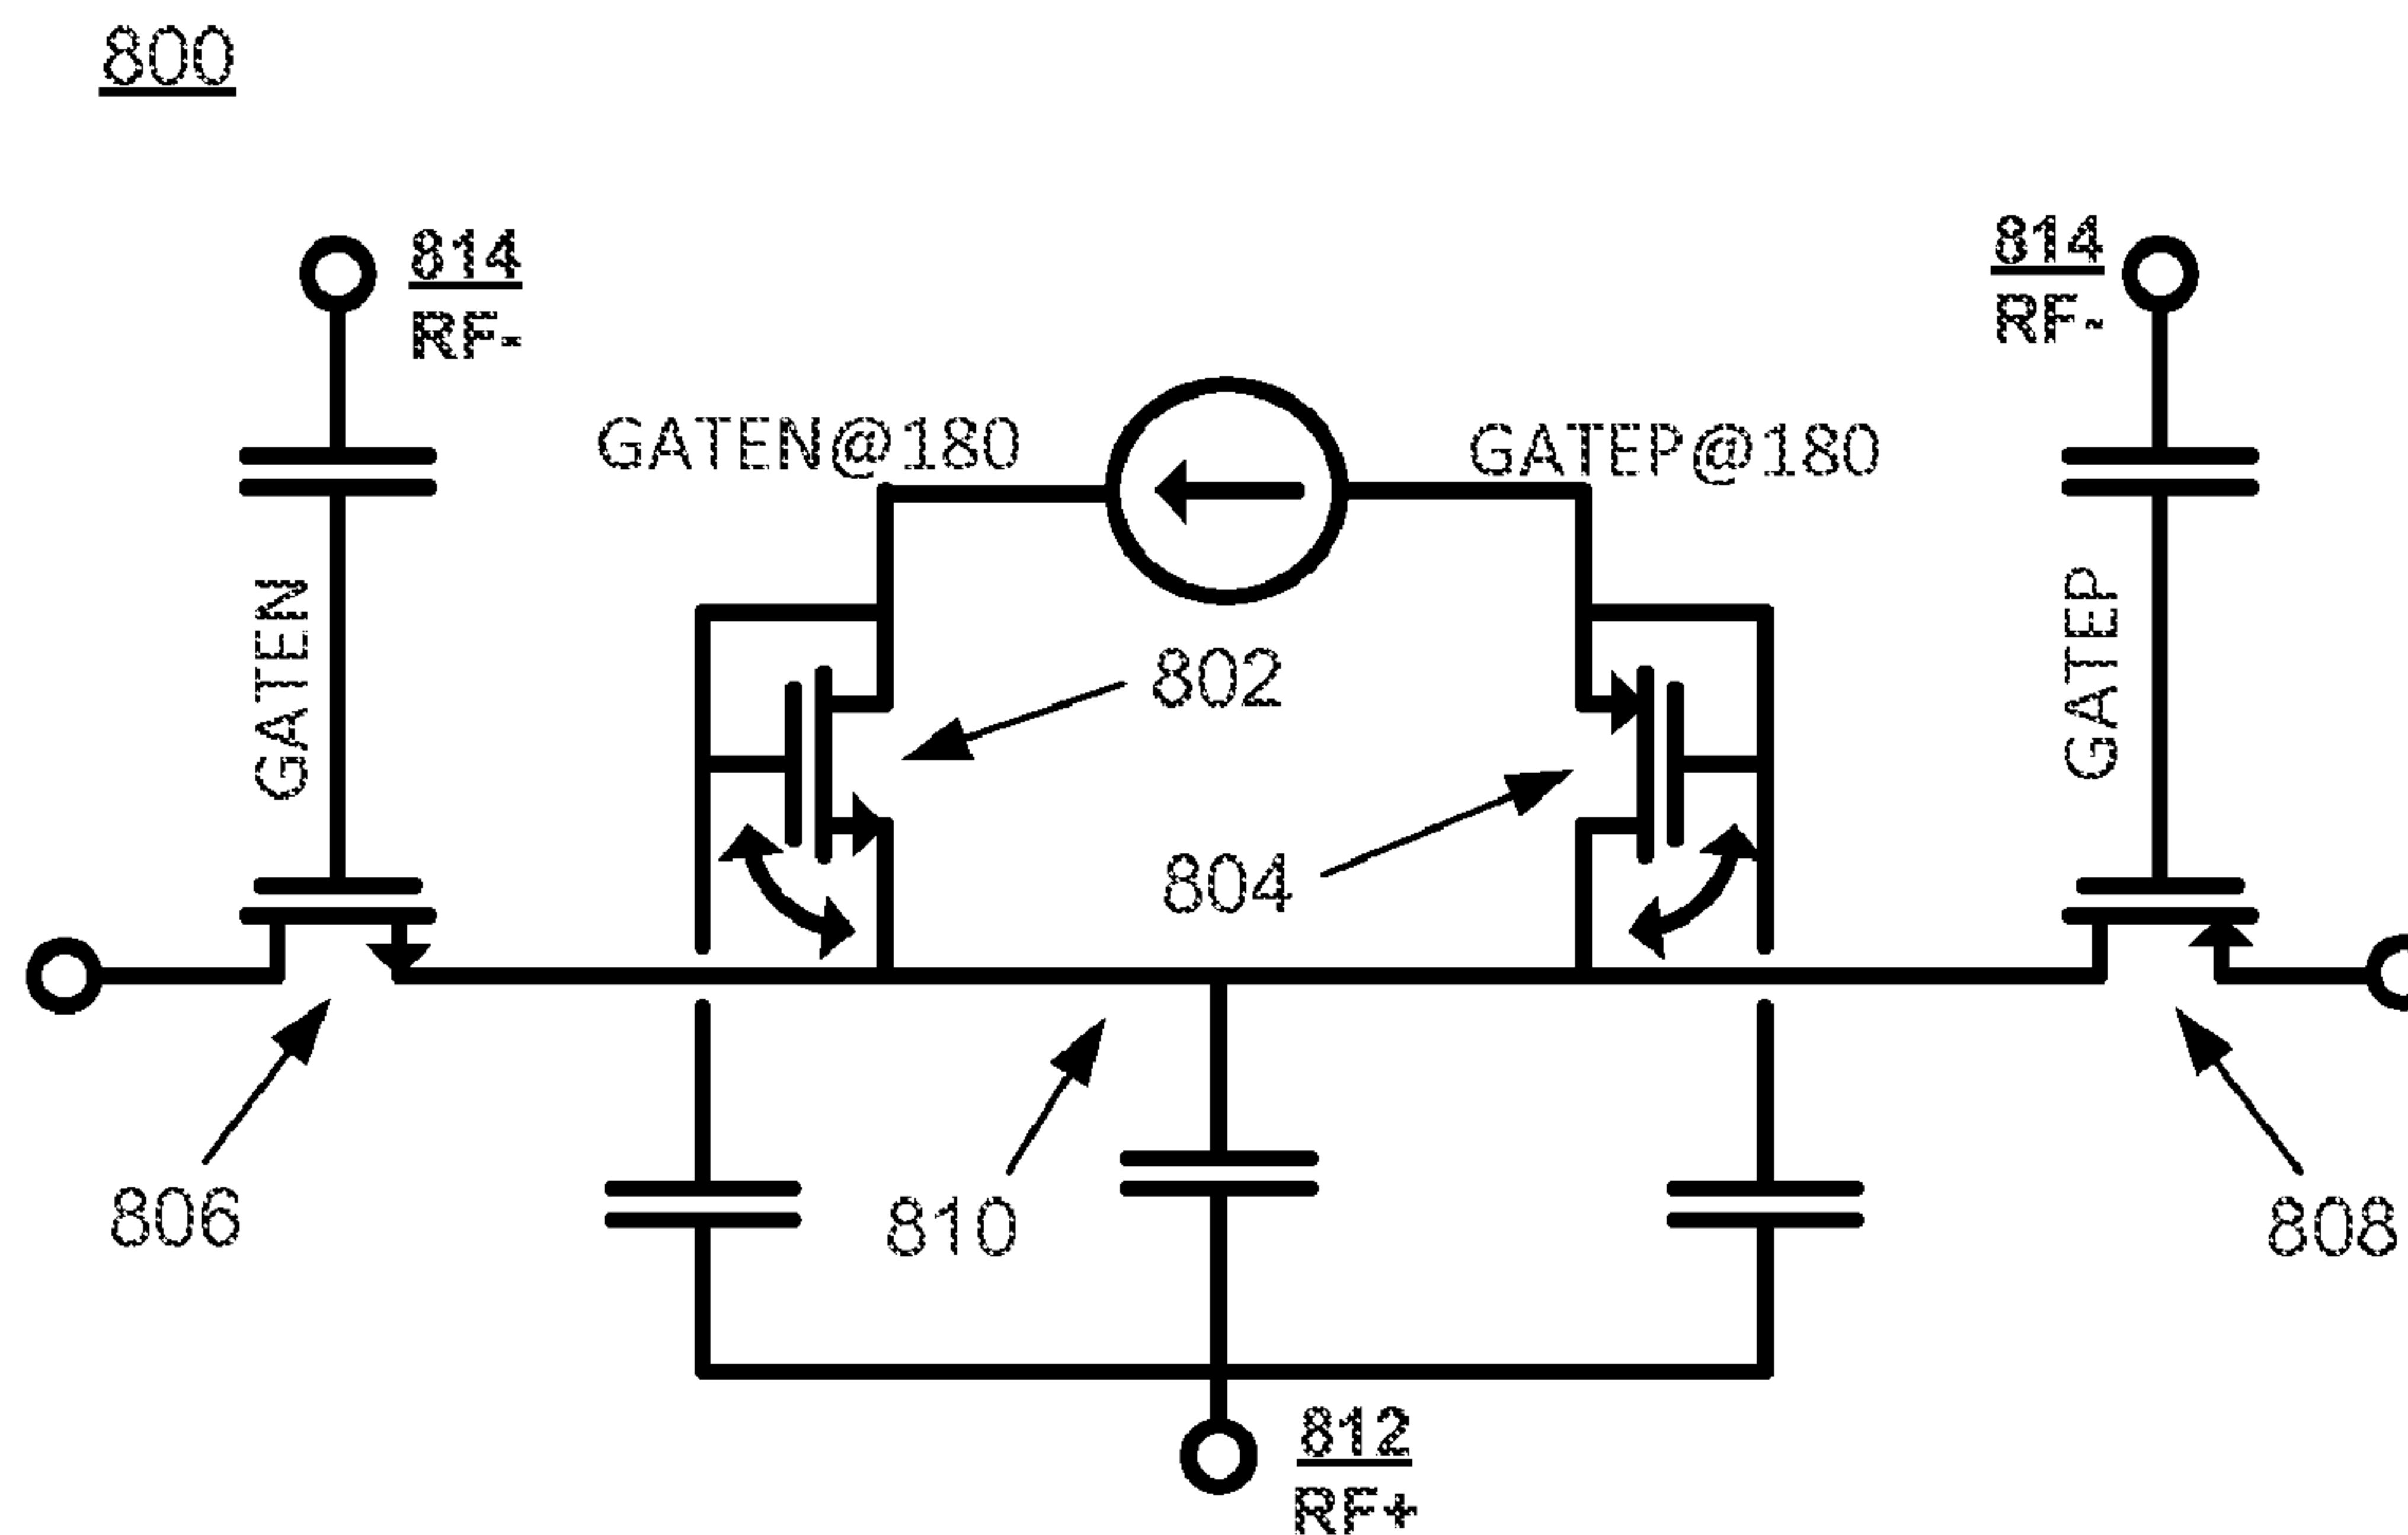 800
814
RF-
814
RF-
GATEN@180
GATEP@180
GATEN
GATEP
802
804
806
810
808
812
RF+